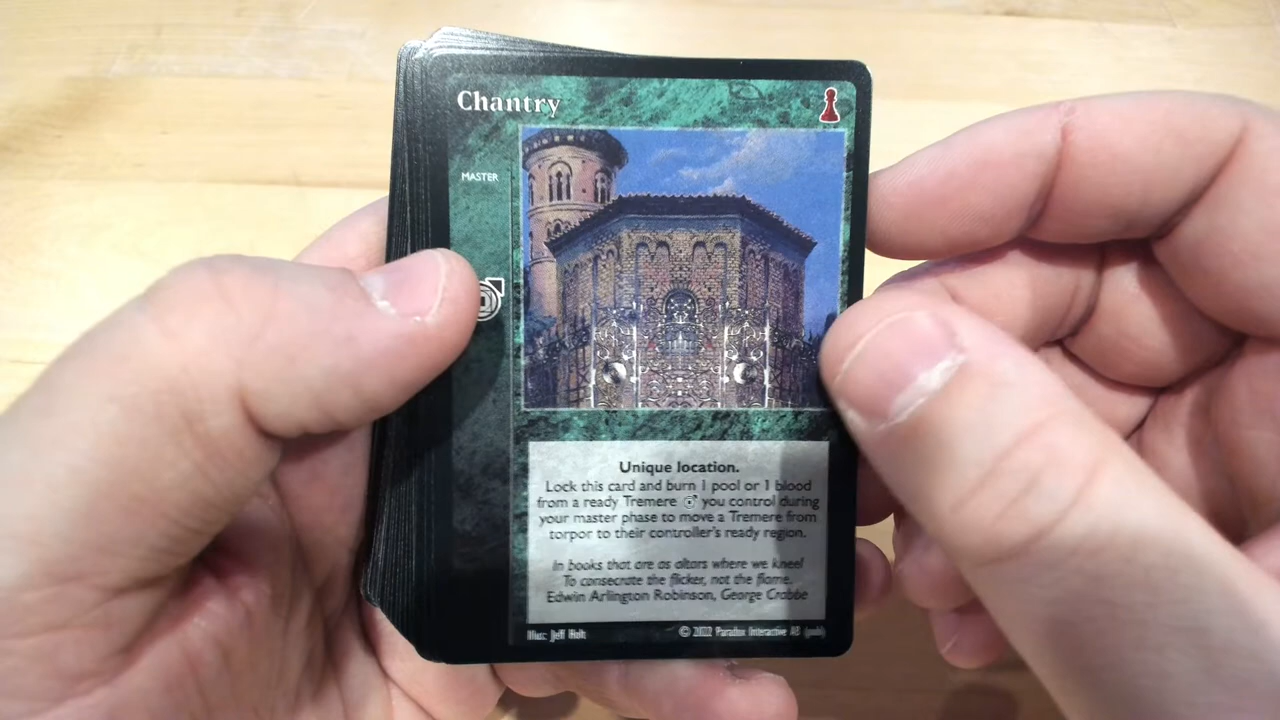 Chantry
MASTER
Unique location.
Lock this card and burn 1 pool or 1 blood
from a ready Tremere you control during
your master phase to move a Tremere from
torpor to their controller's ready region.
In books that are as altars where we kneel
To consecrate the flicker, not the flame.
Edwin Arlington Robinson, George Crabbe
Illus: Jeff Holt
© 2022 Paradox Interactive AB (publ)